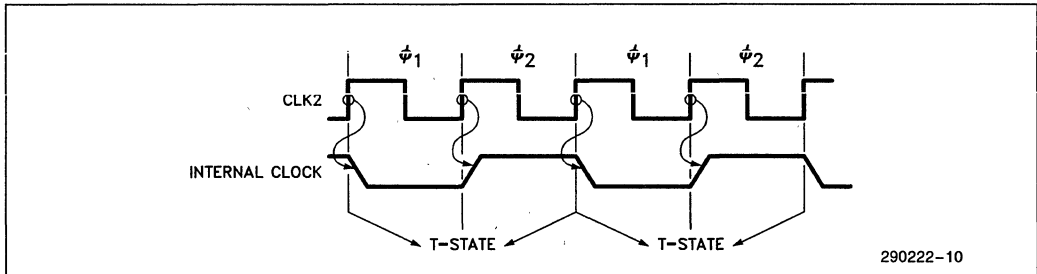 ϕ1 ϕ2 ϕ1 ϕ2
CLK2
INTERNAL CLOCK
T-STATE T-STATE
290222-10